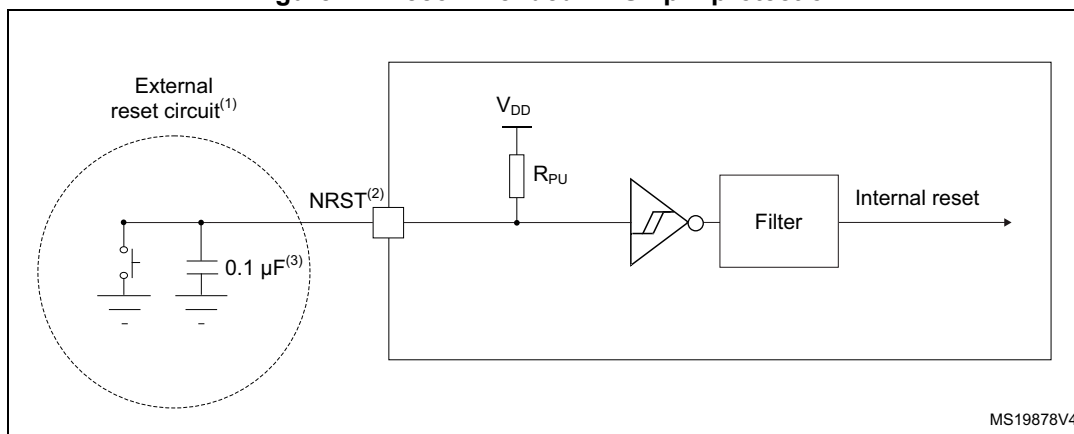 External
reset circuit(1)
VDD
RPU
NRST(2)
Filter
Internal reset
0.1 µF(3)
MS19878V4